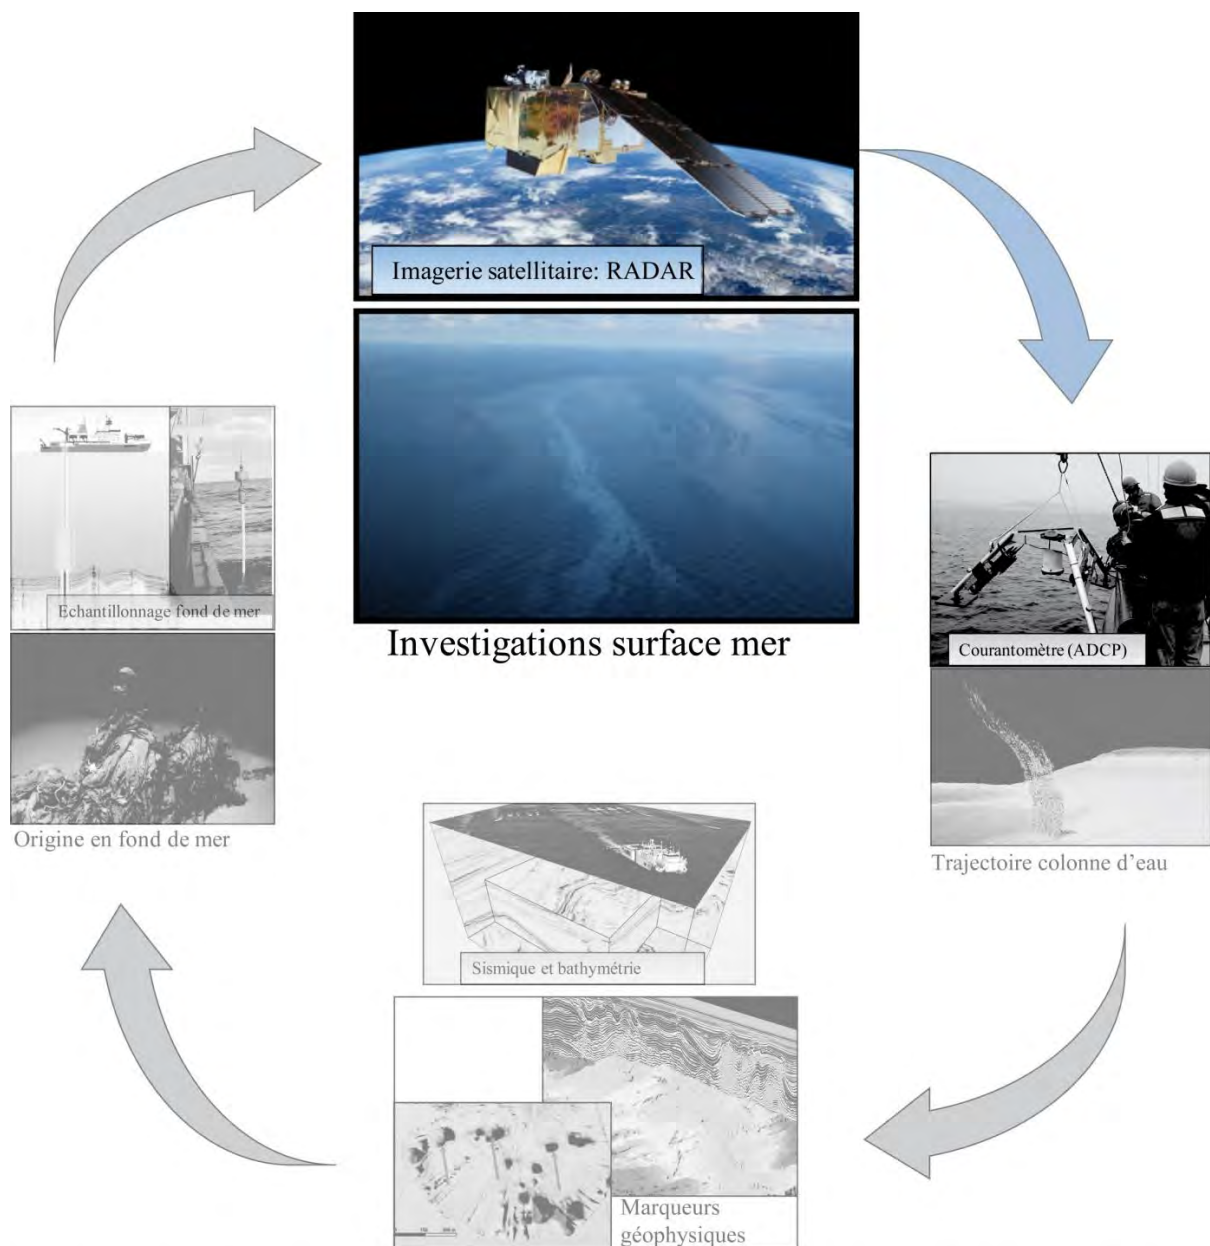 Imagerie satellitaire: RADAR
Investigations surface mer
Echantillonnage fond de mer
Origine en fond de mer
Courantomètre (ADCP)
Trajectoire colonne d’eau
Sismique et bathymétrie
Marqueurs
géophysiques